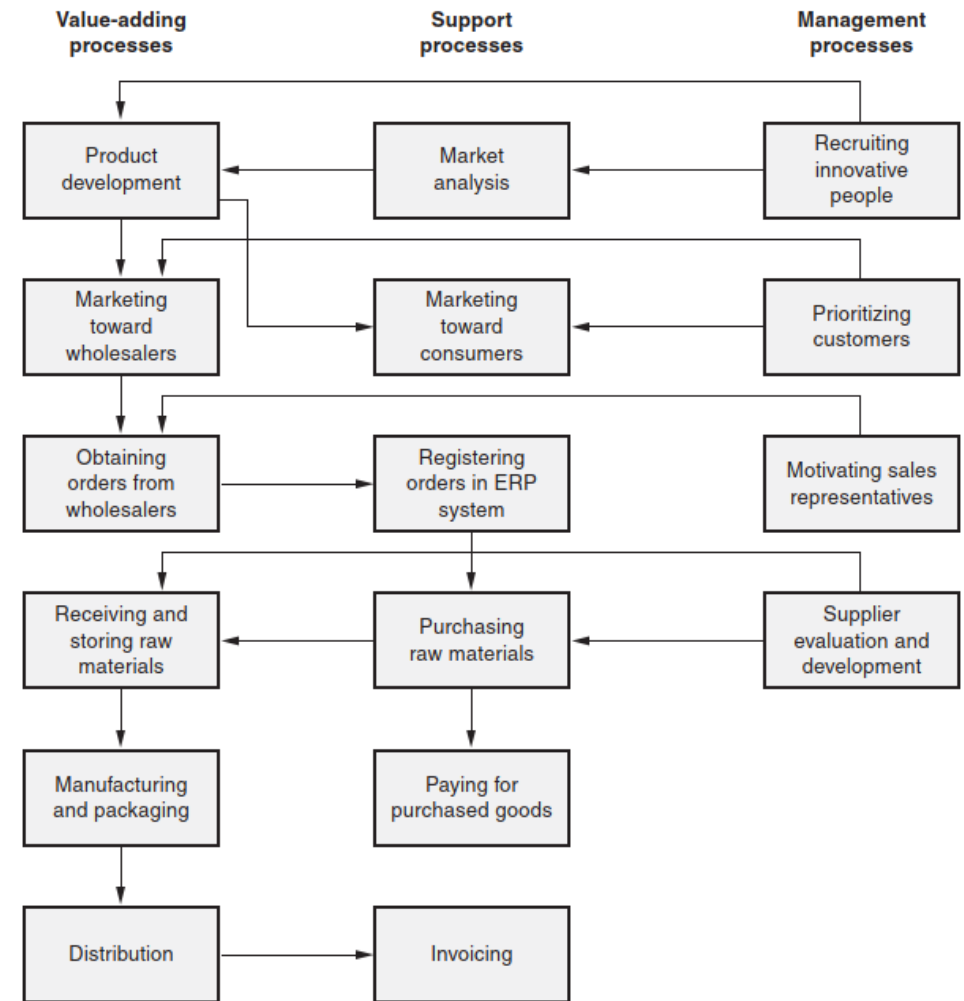 Value-adding
processes
Support
processes
Management
processes
Product
development
Market
analysis
Recruiting
innovative
people
Marketing
toward
wholesalers
Marketing
toward
consumers
Prioritizing
customers
Obtaining
orders from
wholesalers
Registering
orders in ERP
system
Motivating sales
representatives
Receiving and
storing raw
materials
Purchasing
raw materials
Supplier
evaluation and
development
Manufacturing
and packaging
Paying for
purchased goods
Distribution
Invoicing